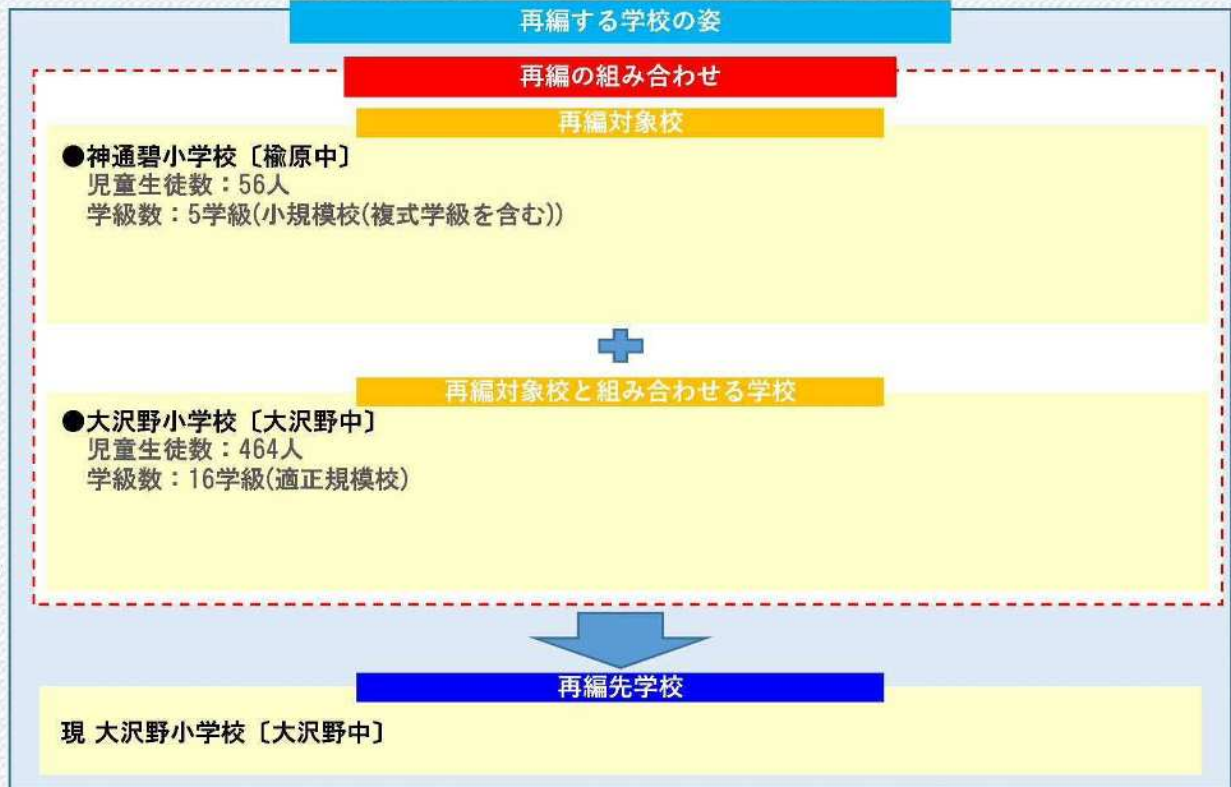 再編する学校の姿
再編の組み合わせ
再編対象校
●神通碧小学校〔楡原中〕
児童生徒数:56人
学級数:5学級(小規模校(複式学級を含む))
再編対象校と組み合わせる学校
●大沢野小学校〔大沢野中〕
児童生徒数:464人
学級数:16学級(適正規模校)
再編先学校
現 大沢野小学校〔大沢野中〕